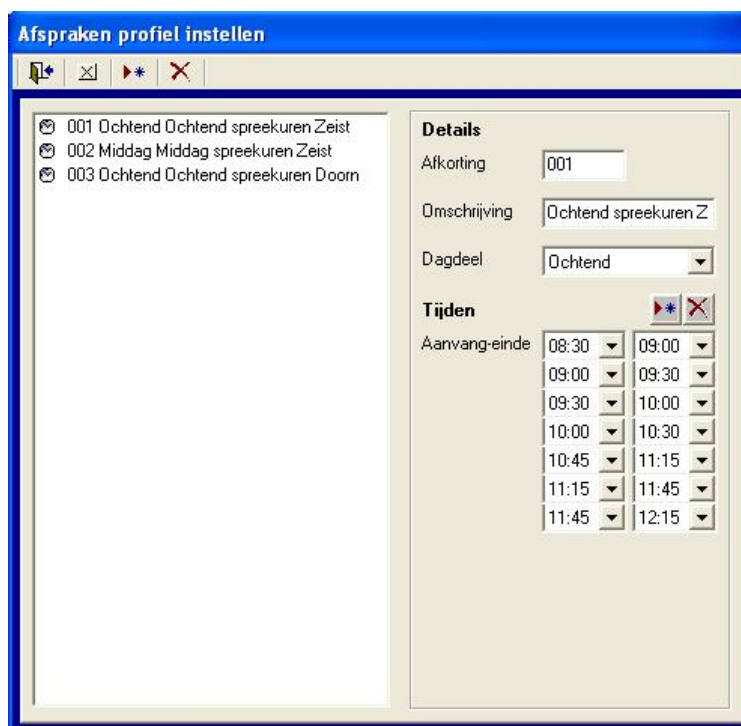 Afspraken profiel instellen
001 Ochtend Ochtend spreekuren Zeist
002 Middag Middag spreekuren Zeist
003 Ochtend Ochtend spreekuren Doorn
Details
Afkorting 001
Omschrijving Ochtend spreekuren Z
Dagdeel Ochtend
Tijden
Aanvang-einde 08:30 09:00
09:00 09:30
09:30 10:00
10:00 10:30
10:45 11:15
11:15 11:45
11:45 12:15